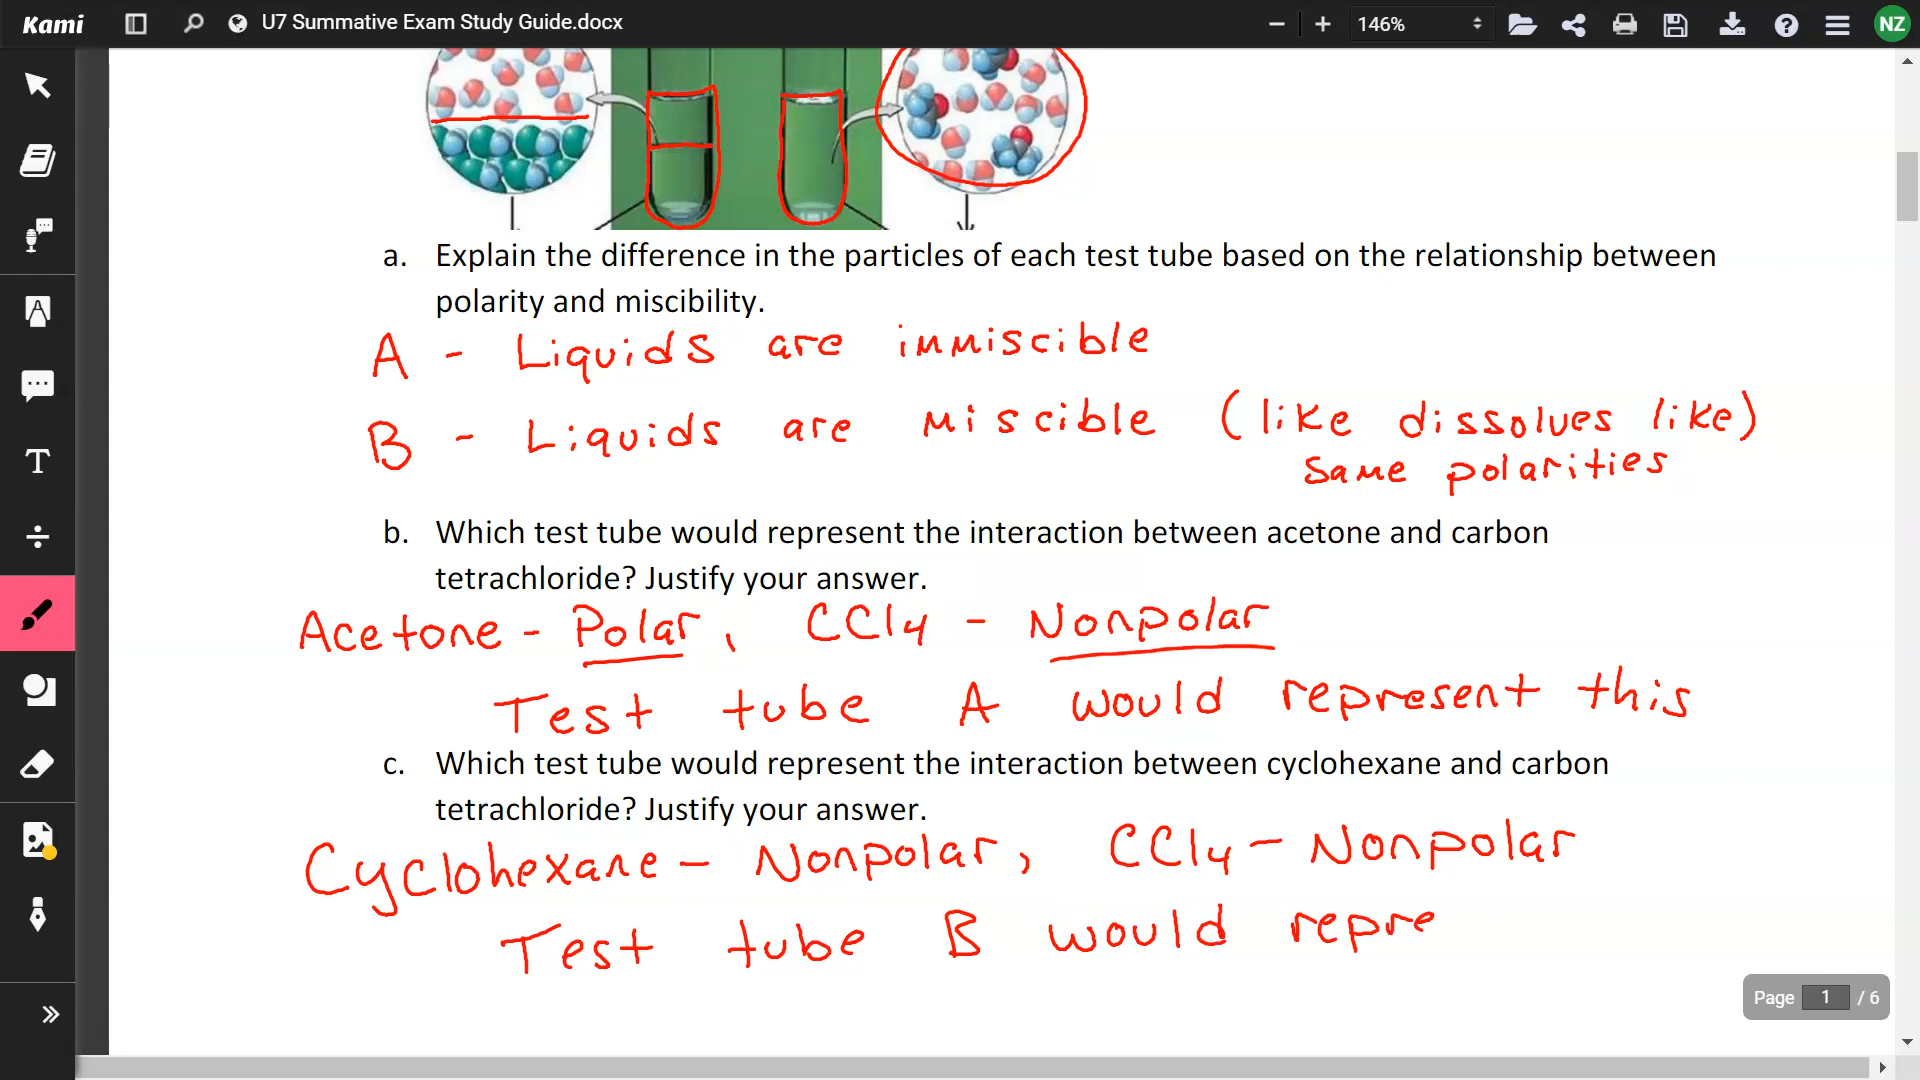 Kami U7 Summative Exam Study Guide.docx 146% NZ
a. Explain the difference in the particles of each test tube based on the relationship between
polarity and miscibility.
A - Liquids are immiscible
B - Liquids are miscible (like dissolves like)
same polarities
b. Which test tube would represent the interaction between acetone and carbon
tetrachloride? Justify your answer.
Acetone - Polar, CCl4 - Nonpolar
Test tube A would represent this
c. Which test tube would represent the interaction between cyclohexane and carbon
tetrachloride? Justify your answer.
Cyclohexane - Nonpolar, CCl4 - Nonpolar
Test tube B would repre
Page 1 / 6